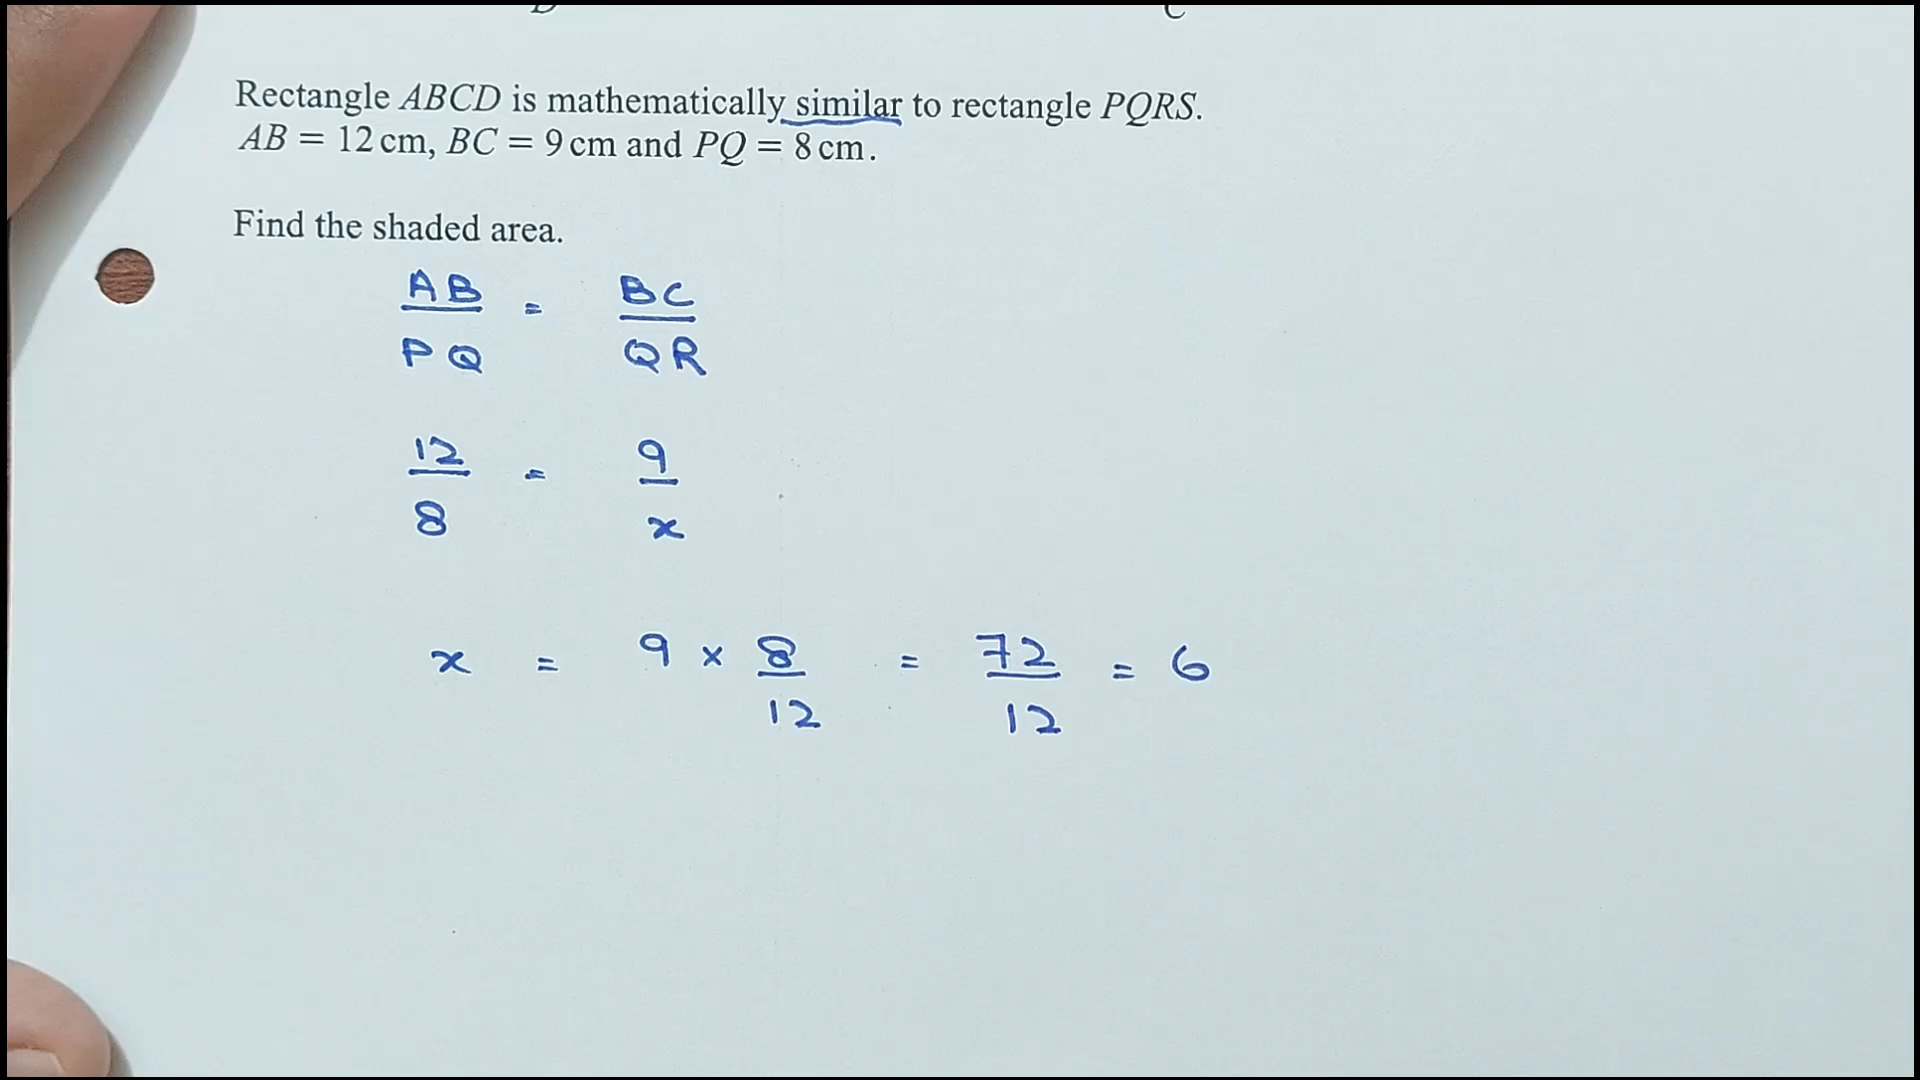 Rectangle ABCD is mathematically similar to rectangle PQRS.
AB = 12 cm, BC = 9 cm and PQ = 8 cm.
Find the shaded area.
AB/PQ = BC/QR
12/8 = 9/x
x = 9 × 8/12 = 72/12 = 6